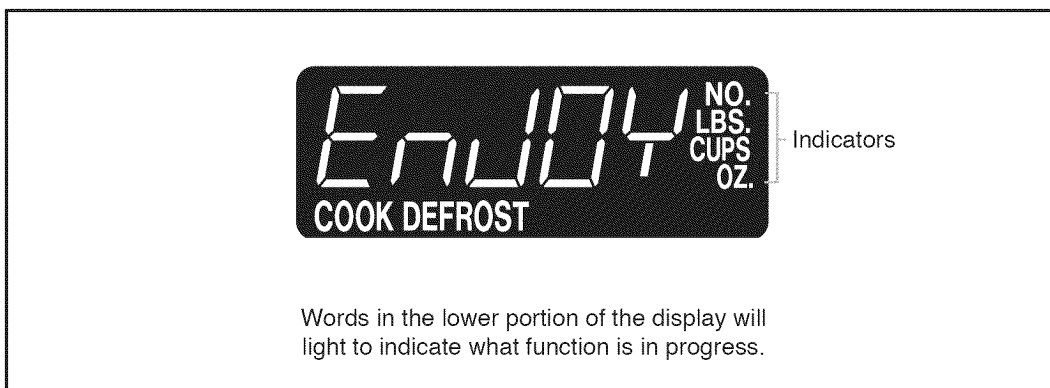 EnJOY
NO.
LBS.
CUPS
OZ.
Indicators
COOK DEFROST
Words in the lower portion of the display will
light to indicate what function is in progress.